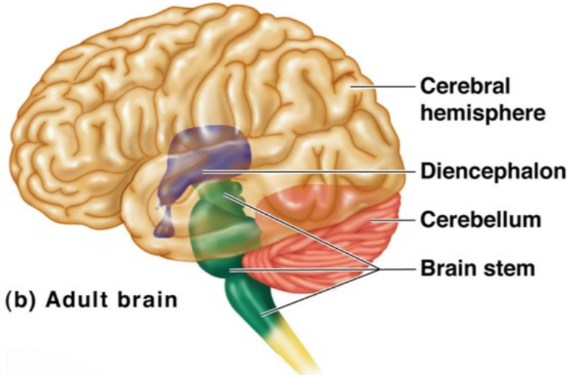 Cerebral
hemisphere
Diencephalon
Cerebellum
Brain stem
(b) Adult brain